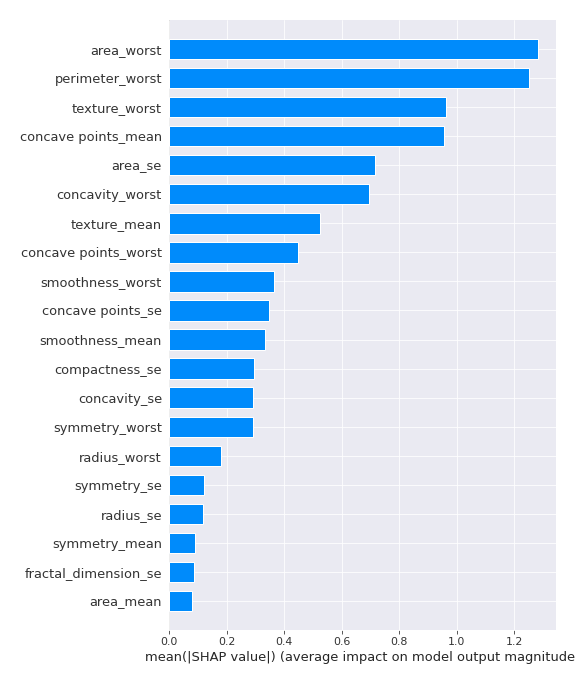 area_worst
perimeter_worst
texture_worst
concave points_mean
area_se
concavity_worst
texture_mean
concave points_worst
smoothness_worst
concave points_se
smoothness_mean
compactness_se
concavity_se
symmetry_worst
radius_worst
symmetry_se
radius_se
symmetry_mean
fractal_dimension_se
area_mean
0.0 0.2 0.4 0.6 0.8 1.0 1.2
mean(|SHAP value|) (average impact on model output magnitude